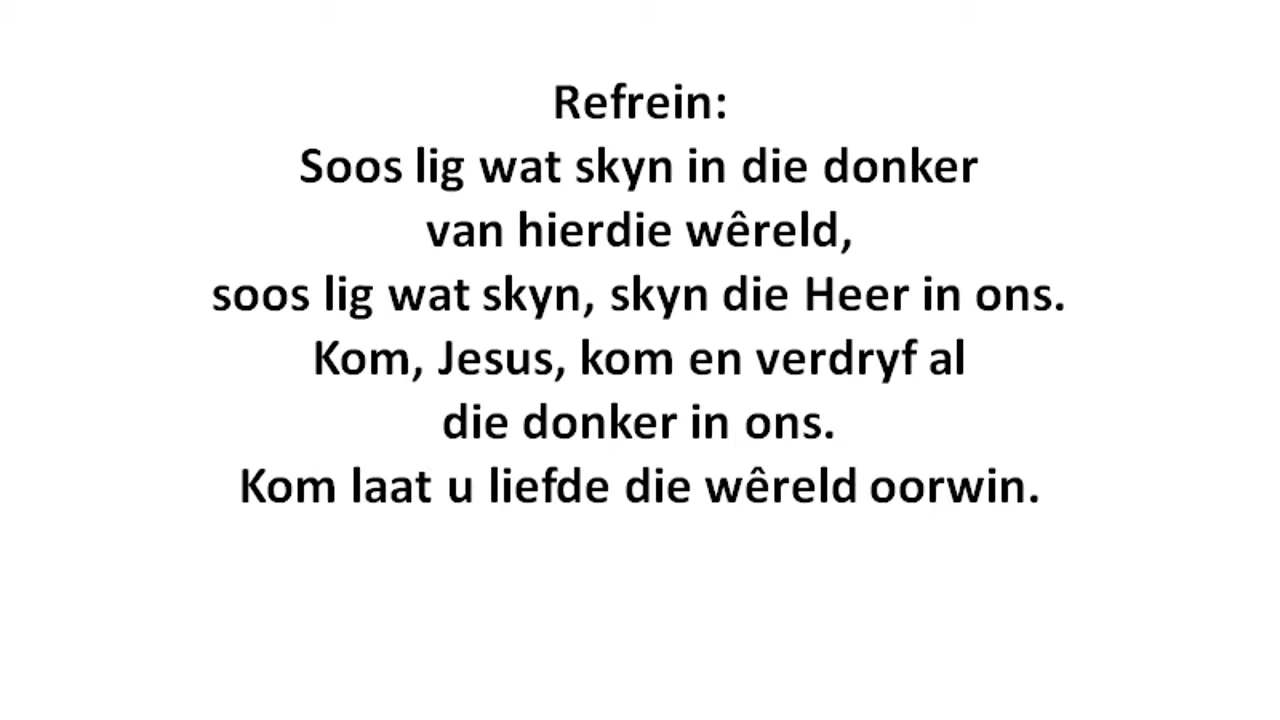 Refrein:
Soos lig wat skyn in die donker
van hierdie wêreld,
soos lig wat skyn, skyn die Heer in ons.
Kom, Jesus, kom en verdryf al
die donker in ons.
Kom laat u liefde die wêreld oorwin.